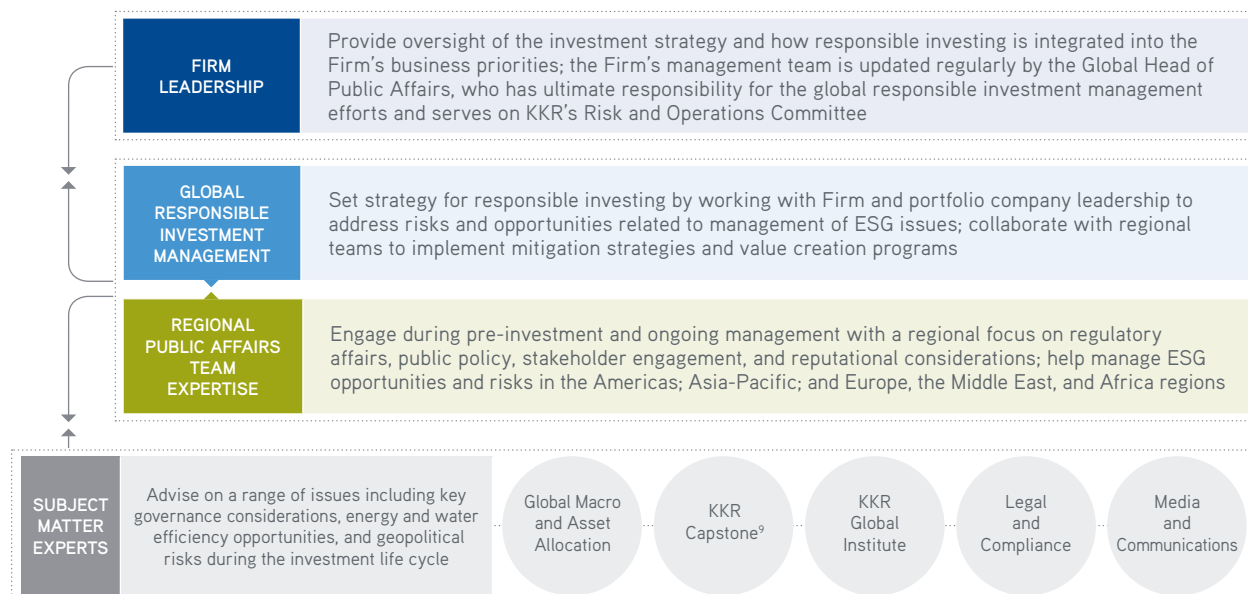 FIRM
LEADERSHIP
Provide oversight of the investment strategy and how responsible investing is integrated into the
Firm's business priorities; the Firm's management team is updated regularly by the Global Head of
Public Affairs, who has ultimate responsibility for the global responsible investment management
efforts and serves on KKR's Risk and Operations Committee
GLOBAL
RESPONSIBLE
INVESTMENT
MANAGEMENT
Set strategy for responsible investing by working with Firm and portfolio company leadership to
address risks and opportunities related to management of ESG issues; collaborate with regional
teams to implement mitigation strategies and value creation programs
REGIONAL
PUBLIC AFFAIRS
TEAM
EXPERTISE
Engage during pre-investment and ongoing management with a regional focus on regulatory
affairs, public policy, stakeholder engagement, and reputational considerations; help manage ESG
opportunities and risks in the Americas; Asia-Pacific; and Europe, the Middle East, and Africa regions
SUBJECT
MATTER
EXPERTS
Advise on a range of issues including key
governance considerations, energy and water
efficiency opportunities, and geopolitical
risks during the investment life cycle
Global Macro
and Asset
Allocation
KKR
Capstone⁹
KKR
Global
Institute
Legal
and
Compliance
Media
and
Communications